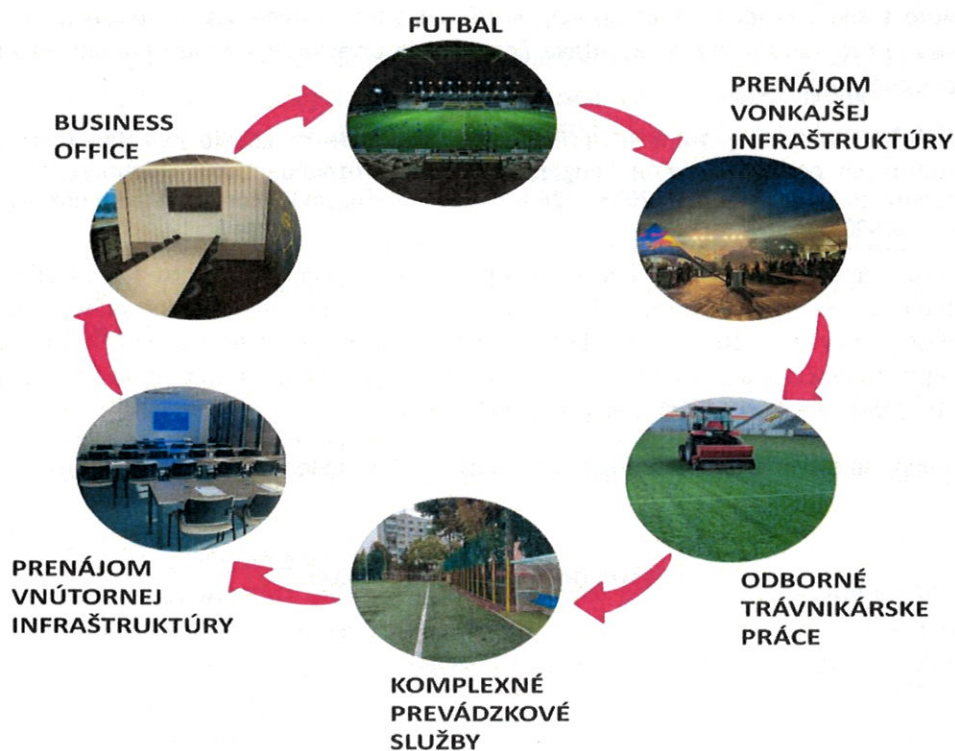 FUTBAL
PRENÁJOM
VONKAJŠEJ
INFRAŠTRUKTÚRY
ODBORNÉ
TRÁVNIKÁRSKE
PRÁCE
KOMPLEXNÉ
PREVÁDZKOVÉ
SLUŽBY
PRENÁJOM
VNÚTORNEJ
INFRAŠTRUKTÚRY
BUSINESS
OFFICE